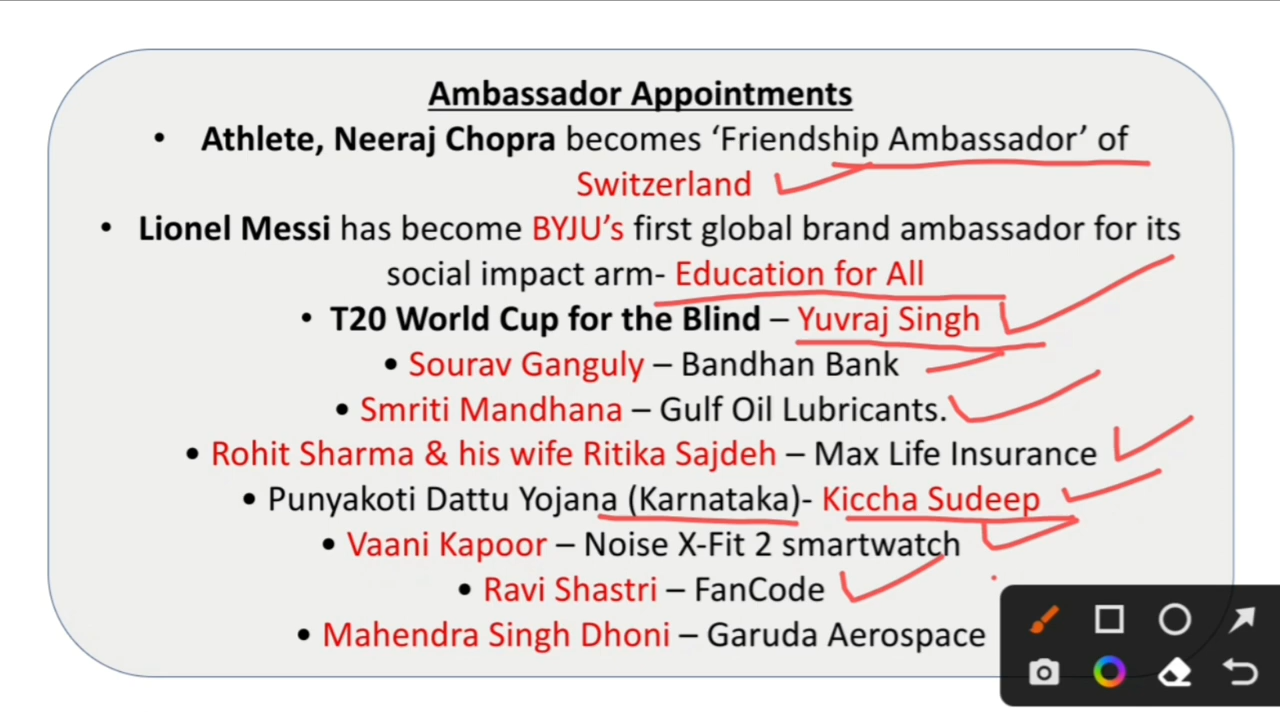 Ambassador Appointments
• Athlete, Neeraj Chopra becomes ‘Friendship Ambassador’ of
Switzerland
• Lionel Messi has become BYJU’s first global brand ambassador for its
social impact arm- Education for All
• T20 World Cup for the Blind – Yuvraj Singh
• Sourav Ganguly – Bandhan Bank
• Smriti Mandhana – Gulf Oil Lubricants.
• Rohit Sharma & his wife Ritika Sajdeh – Max Life Insurance
• Punyakoti Dattu Yojana (Karnataka)- Kiccha Sudeep
• Vaani Kapoor – Noise X-Fit 2 smartwatch
• Ravi Shastri – FanCode
• Mahendra Singh Dhoni – Garuda Aerospace